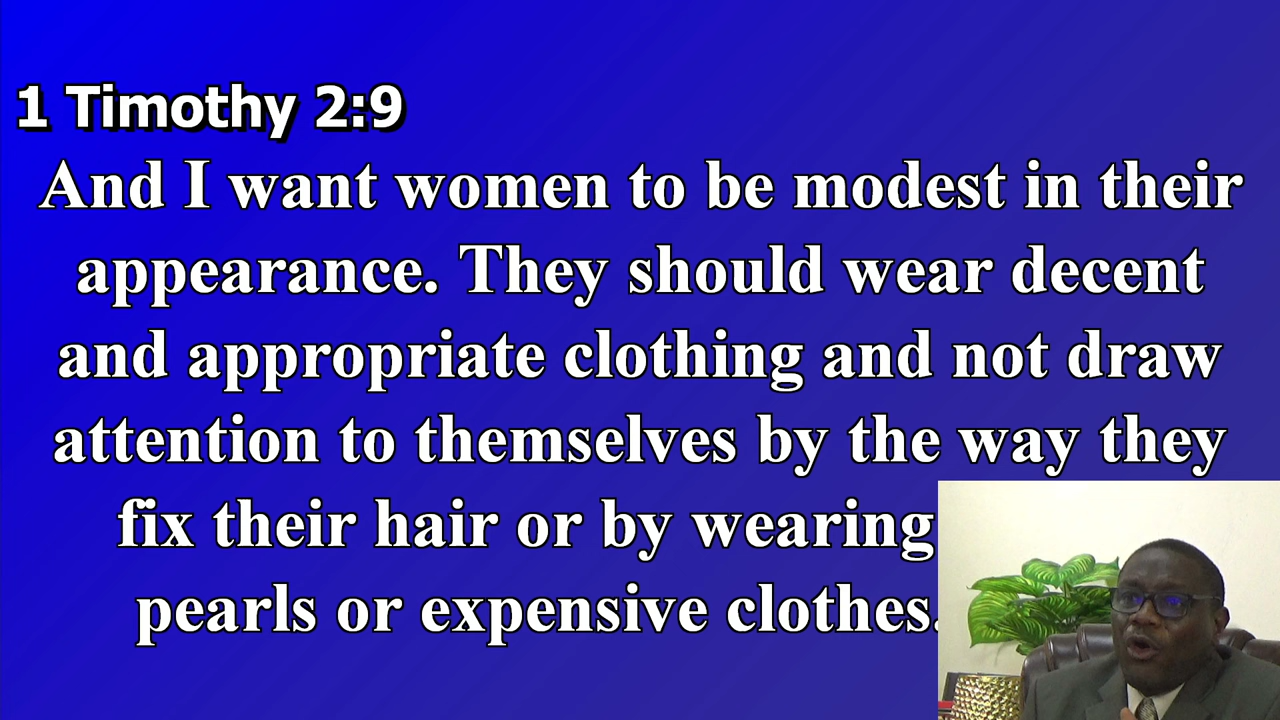 1 Timothy 2:9
And I want women to be modest in their
appearance. They should wear decent
and appropriate clothing and not draw
attention to themselves by the way they
fix their hair or by wearing
pearls or expensive clothes.